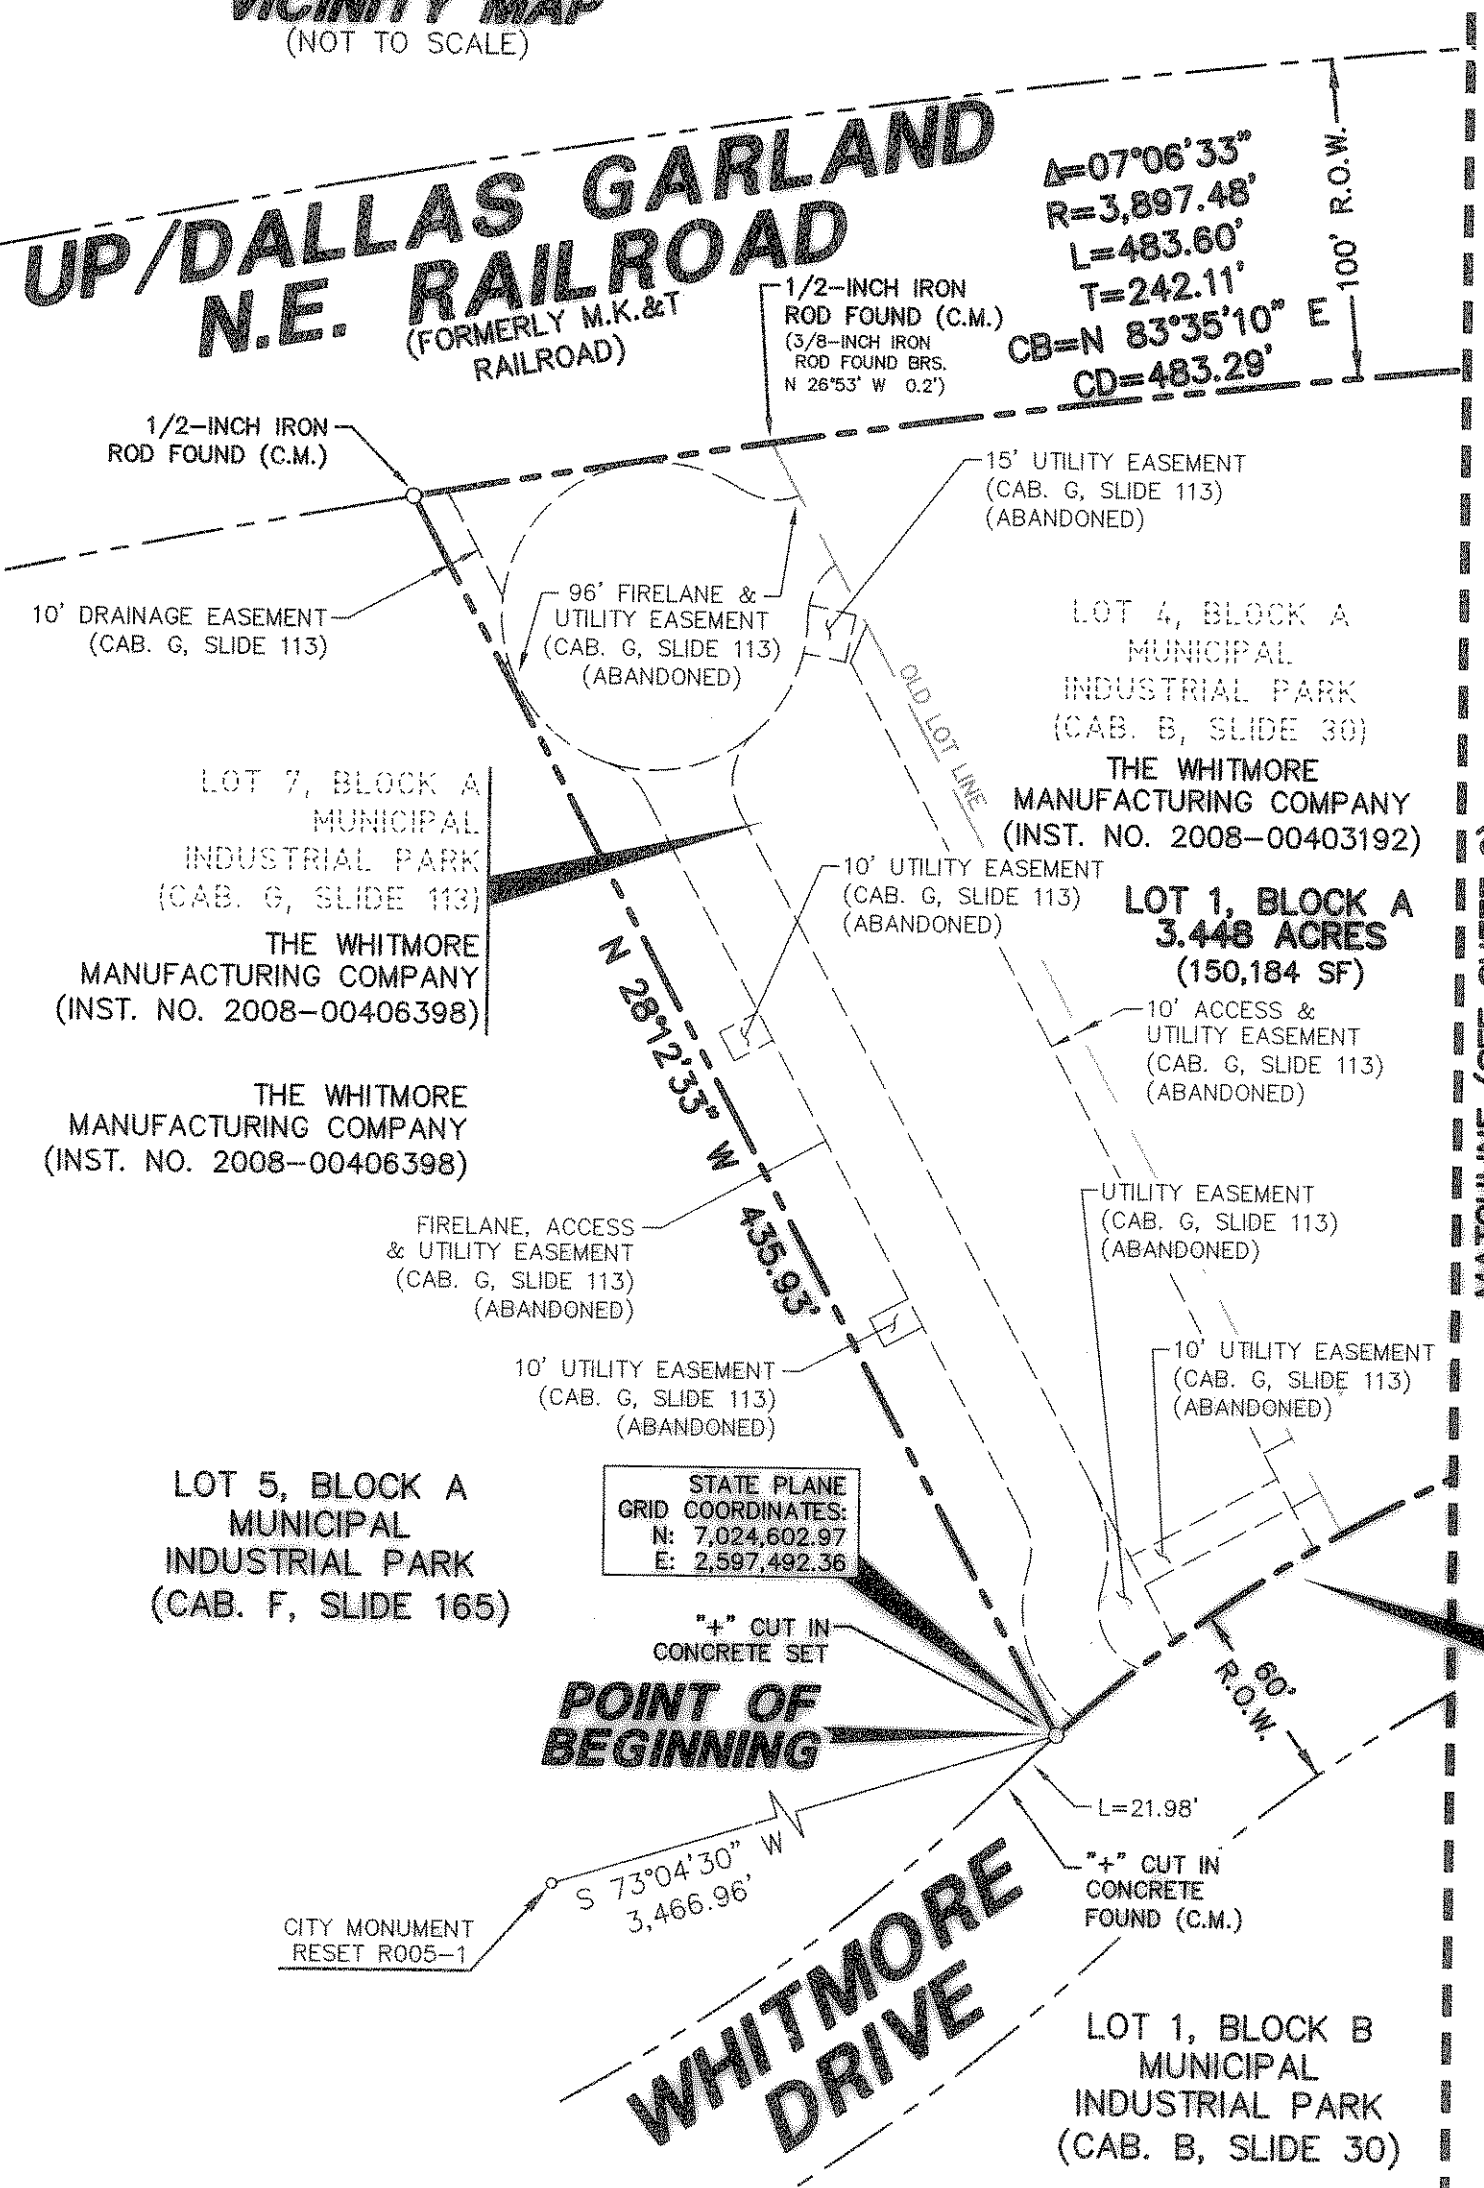 VICINITY MAP
(NOT TO SCALE)
UP/DALLAS GARLAND
N.E. RAILROAD
(FORMERLY M.K.&T
RAILROAD)
Δ=07°06'33"
R=3,897.48'
L=483.60'
T=242.11'
CB=N 83°35'10" E
CD=483.29'
100' R.O.W.
1/2-INCH IRON
ROD FOUND (C.M.)
(3/8-INCH IRON
ROD FOUND BRS.
N 26°53' W 0.2')
1/2-INCH IRON
ROD FOUND (C.M.)
15' UTILITY EASEMENT
(CAB. G, SLIDE 113)
(ABANDONED)
10' DRAINAGE EASEMENT
(CAB. G, SLIDE 113)
96' FIRELANE &
UTILITY EASEMENT
(CAB. G, SLIDE 113)
(ABANDONED)
LOT 4, BLOCK A
MUNICIPAL
INDUSTRIAL PARK
(CAB. B, SLIDE 30)
THE WHITMORE
MANUFACTURING COMPANY
(INST. NO. 2008-00403192)
OLD LOT LINE
LOT 7, BLOCK A
MUNICIPAL
INDUSTRIAL PARK
(CAB. G, SLIDE 113)
THE WHITMORE
MANUFACTURING COMPANY
(INST. NO. 2008-00406398)
10' UTILITY EASEMENT
(CAB. G, SLIDE 113)
(ABANDONED)
LOT 1, BLOCK A
3.448 ACRES
(150,184 SF)
10' ACCESS &
UTILITY EASEMENT
(CAB. G, SLIDE 113)
(ABANDONED)
N 28°12'33" W 435.93'
THE WHITMORE
MANUFACTURING COMPANY
(INST. NO. 2008-00406398)
FIRELANE, ACCESS
& UTILITY EASEMENT
(CAB. G, SLIDE 113)
(ABANDONED)
UTILITY EASEMENT
(CAB. G, SLIDE 113)
(ABANDONED)
10' UTILITY EASEMENT
(CAB. G, SLIDE 113)
(ABANDONED)
10' UTILITY EASEMENT
(CAB. G, SLIDE 113)
(ABANDONED)
LOT 5, BLOCK A
MUNICIPAL
INDUSTRIAL PARK
(CAB. F, SLIDE 165)
STATE PLANE
GRID COORDINATES:
N: 7,024,602.97
E: 2,597,492.36
"+" CUT IN
CONCRETE SET
POINT OF
BEGINNING
60'
R.O.W.
L=21.98'
"+" CUT IN
CONCRETE
FOUND (C.M.)
S 73°04'30" W
3,466.96'
CITY MONUMENT
RESET R005-1
WHITMORE
DRIVE
LOT 1, BLOCK B
MUNICIPAL
INDUSTRIAL PARK
(CAB. B, SLIDE 30)